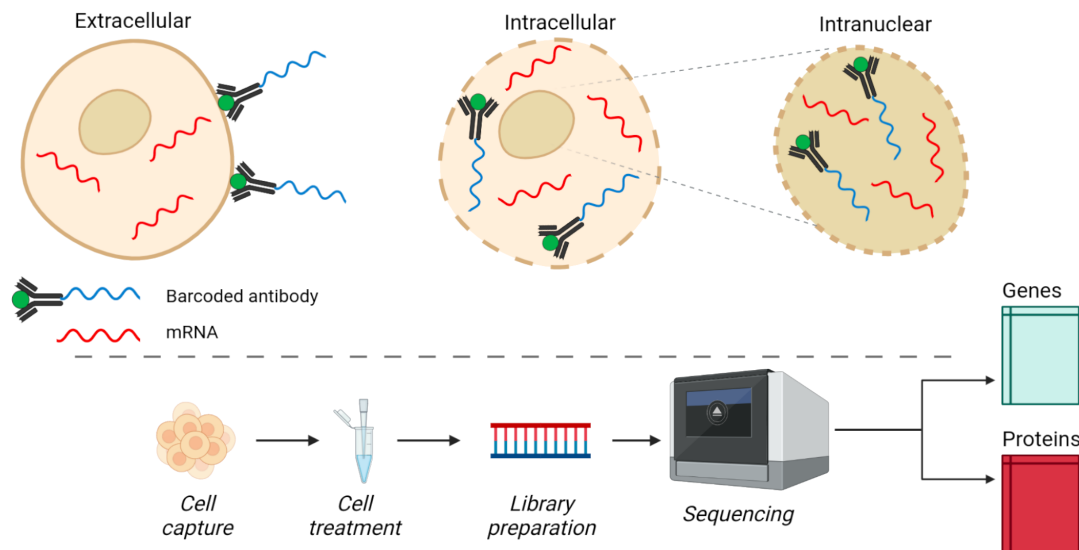 Extracellular
Intracellular
Intranuclear
Barcoded antibody
mRNA
Genes
Proteins
Cell
capture
Cell
treatment
Library
preparation
Sequencing